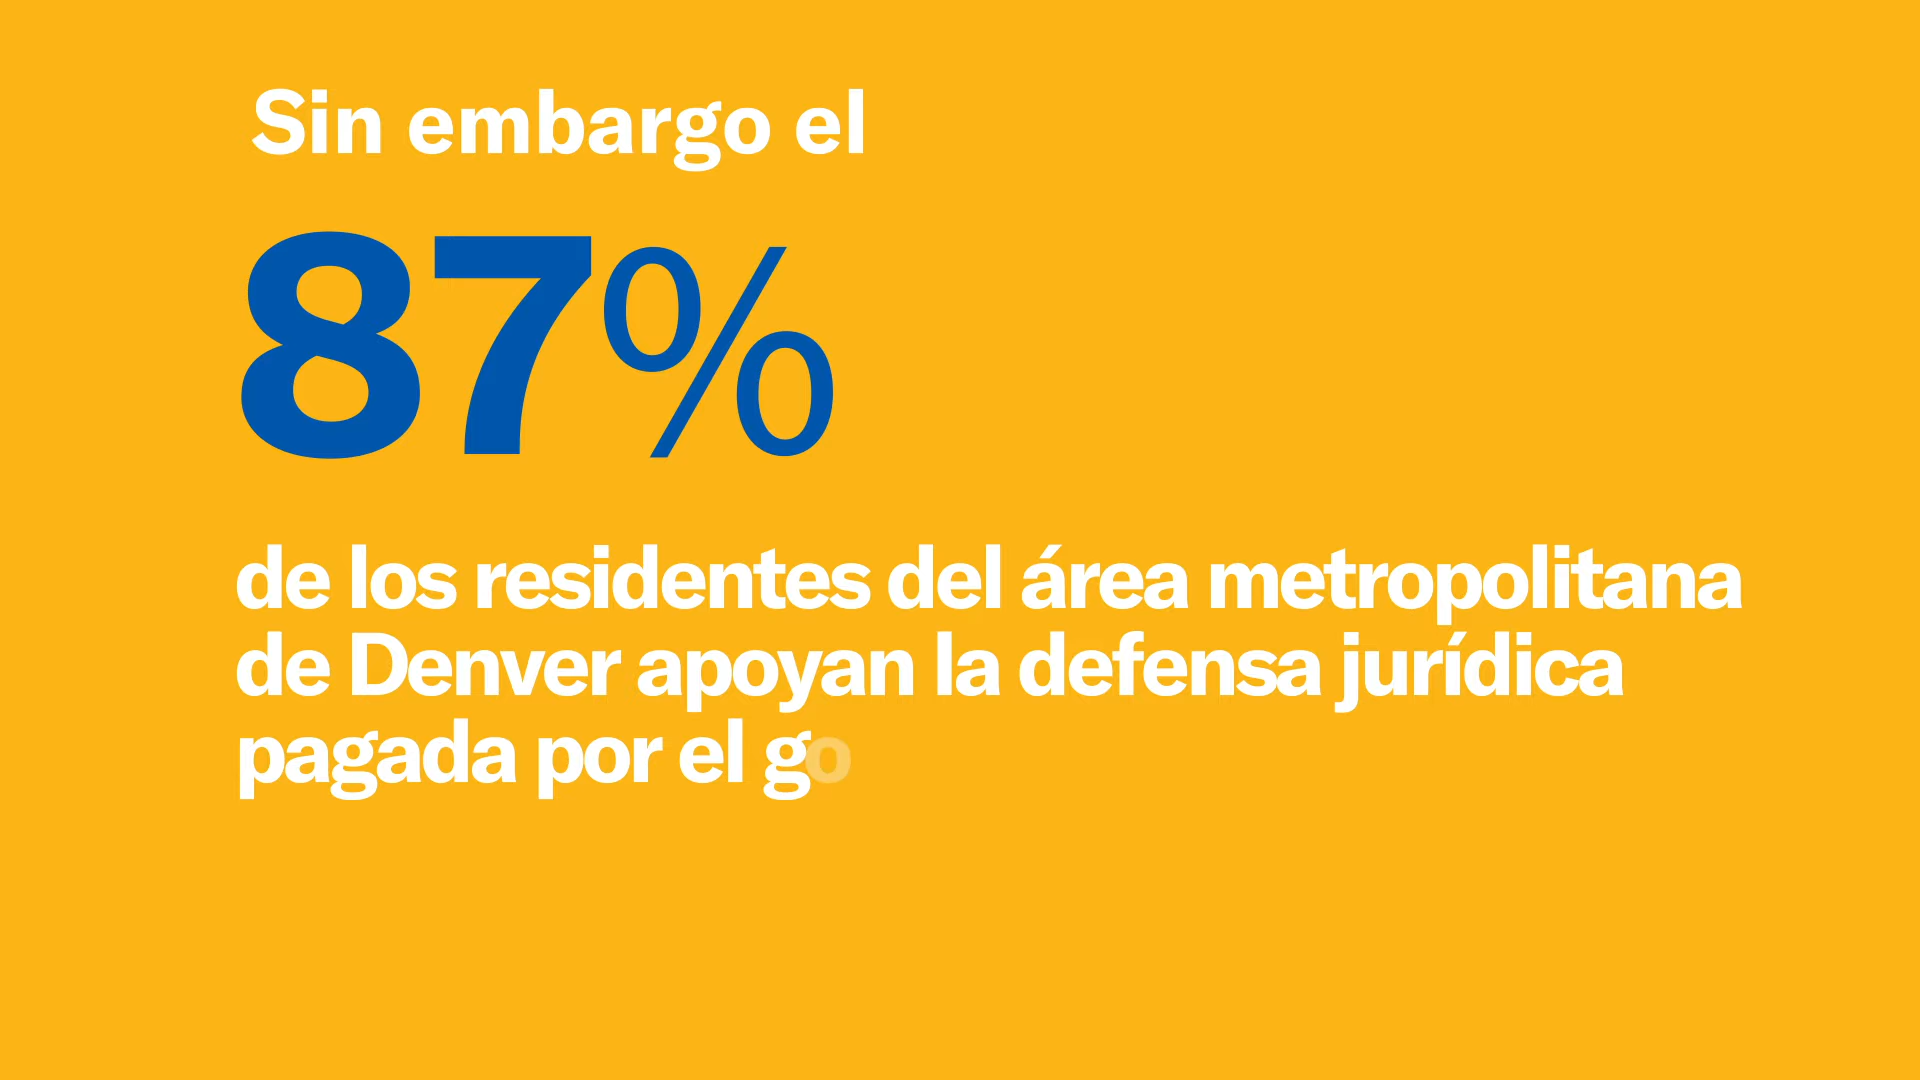 Sin embargo el
87%
de los residentes del área metropolitana
de Denver apoyan la defensa jurídica
pagada por el go